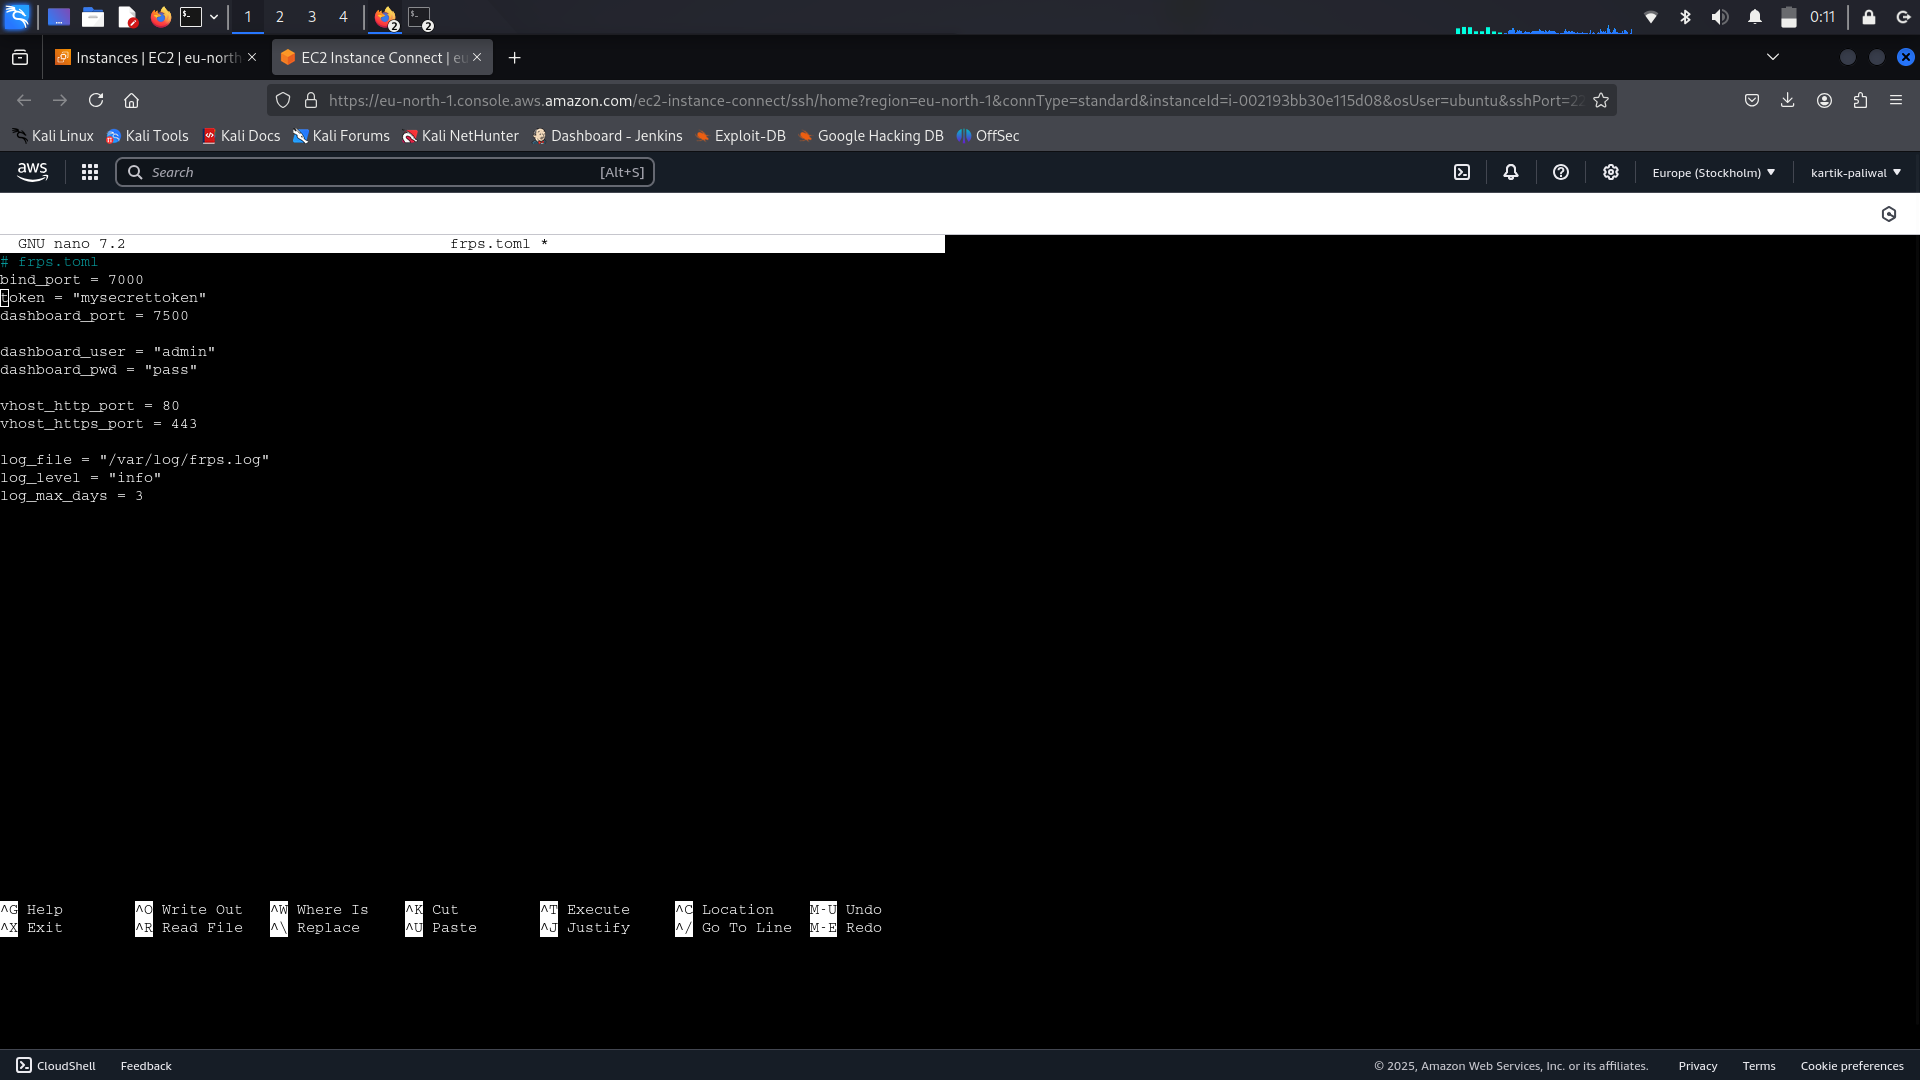 1 2 3 4 2 2 0:11
Instances | EC2 | eu-north
EC2 Instance Connect | eu
https://eu-north-1.console.aws.amazon.com/ec2-instance-connect/ssh/home?region=eu-north-1&connType=standard&instanceId=i-002193bb30e115d08&osUser=ubuntu&sshPort=22
Kali Linux Kali Tools Kali Docs Kali Forums Kali NetHunter Dashboard - Jenkins Exploit-DB Google Hacking DB OffSec
aws Search [Alt+S] Europe (Stockholm) kartik-paliwal
GNU nano 7.2 frps.toml *
# frps.toml
bind_port = 7000
token = "mysecrettoken"
dashboard_port = 7500
dashboard_user = "admin"
dashboard_pwd = "pass"
vhost_http_port = 80
vhost_https_port = 443
log_file = "/var/log/frps.log"
log_level = "info"
log_max_days = 3
^G Help ^O Write Out ^W Where Is ^K Cut ^T Execute ^C Location M-U Undo
^X Exit ^R Read File ^\ Replace ^U Paste ^J Justify ^/ Go To Line M-E Redo
CloudShell Feedback © 2025, Amazon Web Services, Inc. or its affiliates. Privacy Terms Cookie preferences